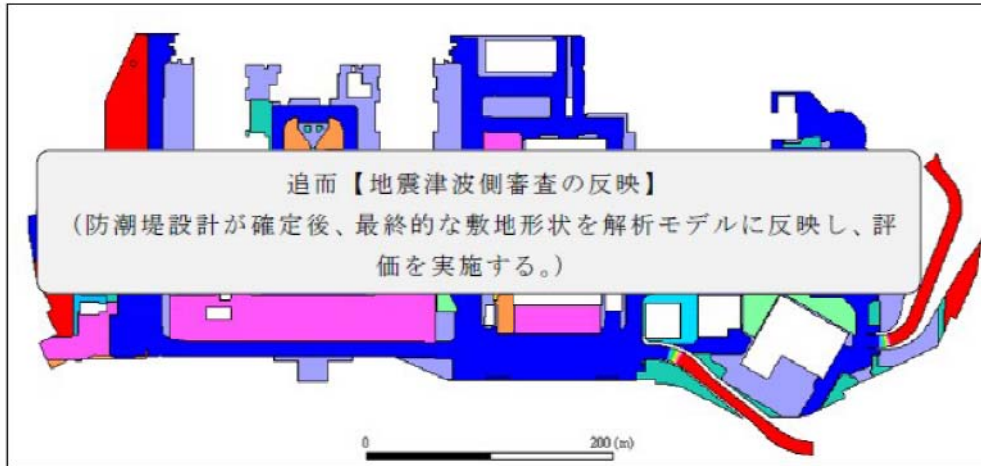 追而【地震津波側審査の反映】
（防潮堤設計が確定後、最終的な敷地形状を解析モデルに反映し、評
価を実施する。）
0 200 (m)